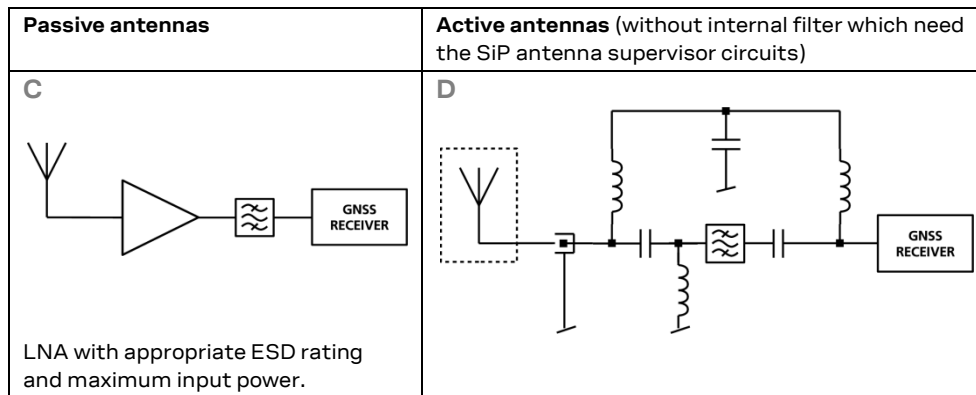 Passive antennas
Active antennas (without internal filter which need
the SiP antenna supervisor circuits)
C
GNSS
RECEIVER
LNA with appropriate ESD rating
and maximum input power.
D
GNSS
RECEIVER